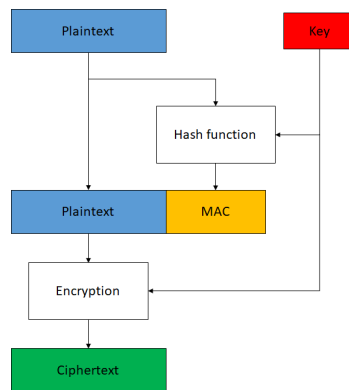 Plaintext
Key
Hash function
Plaintext
MAC
Encryption
Ciphertext